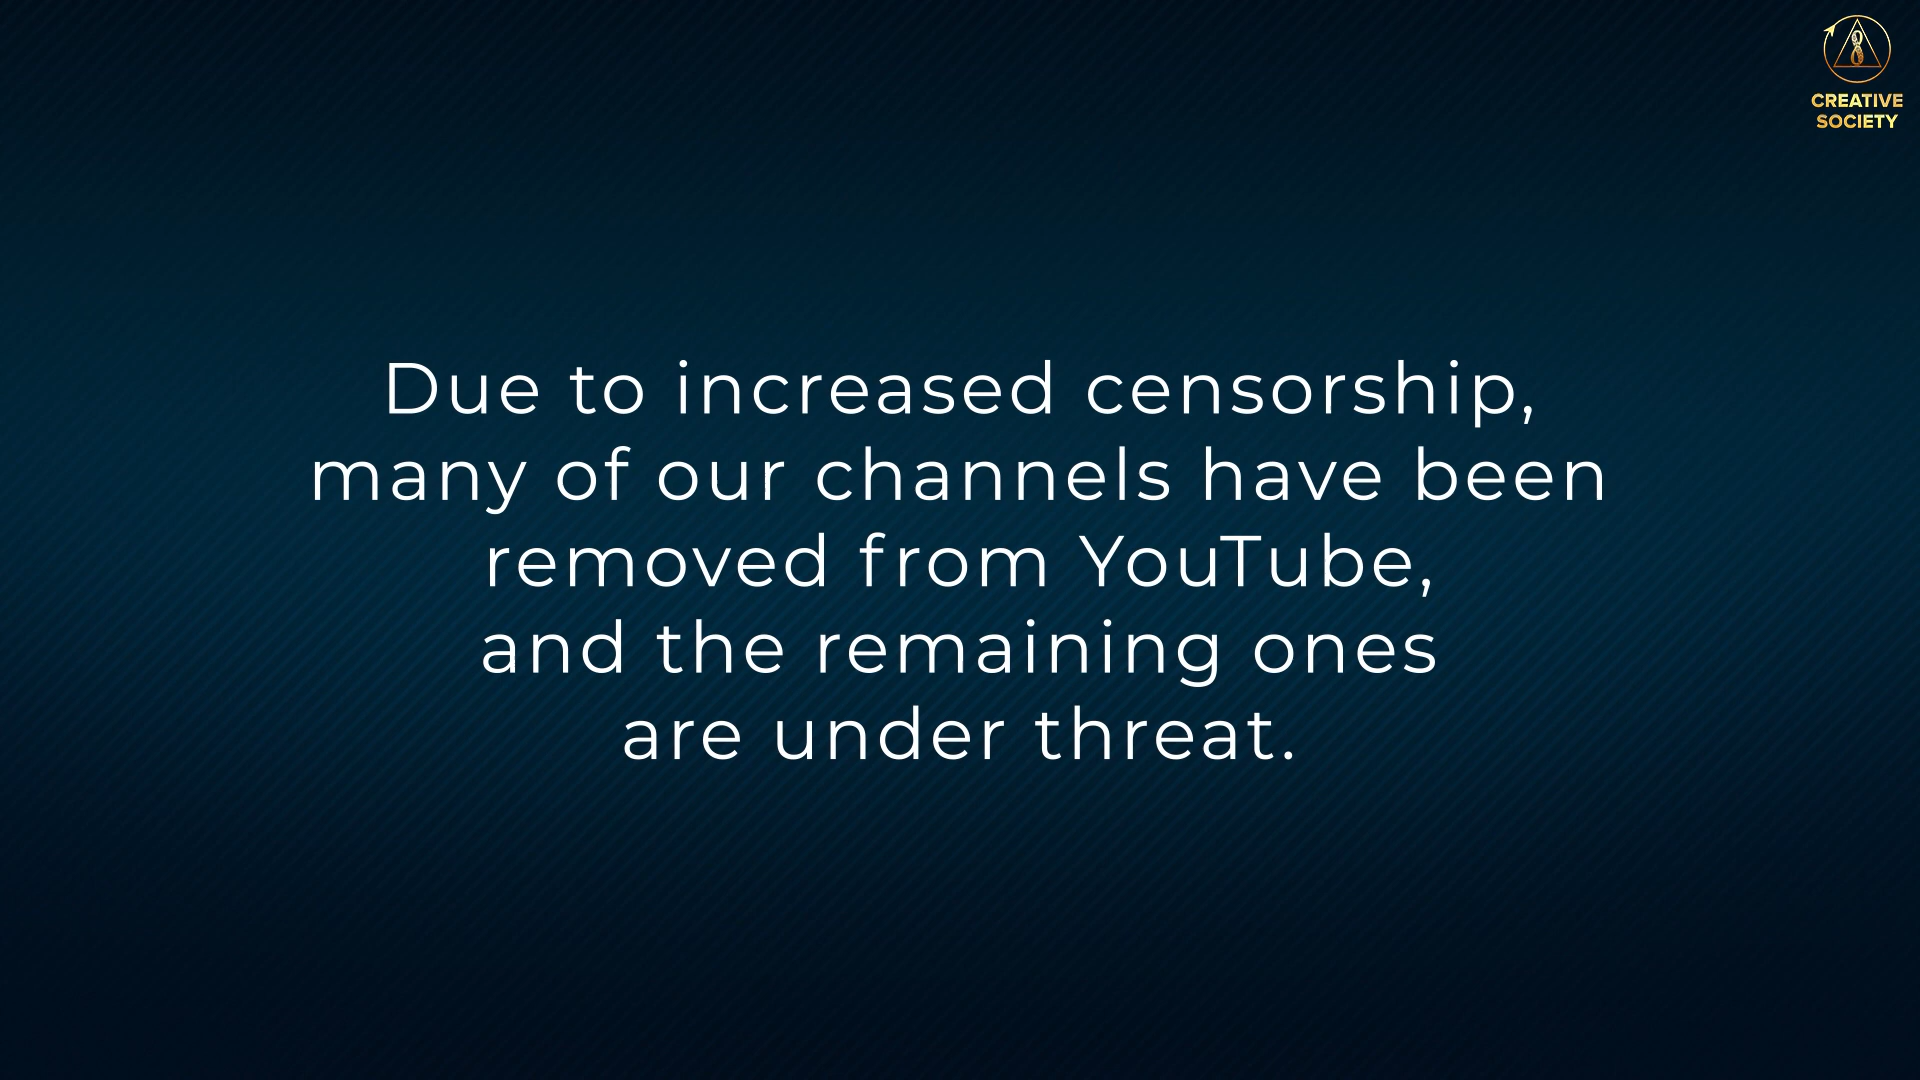 CREATIVE
SOCIETY
Due to increased censorship,
many of our channels have been
removed from YouTube,
and the remaining ones
are under threat.